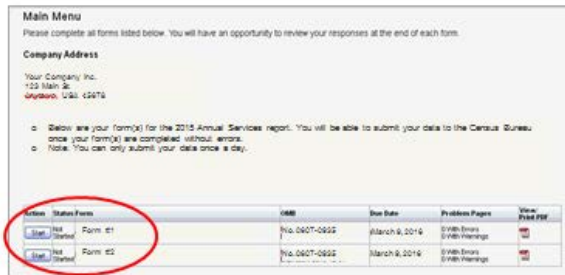 Main Menu
Please complete all forms listed below. You will have an opportunity to review your responses at the end of each form.
Company Address
Your Company Inc.
123 Main St.
Anytown, USA 45678
o Below are your form(s) for the 2015 Annual Services report. You will be able to submit your data to the Census Bureau
once your form(s) are completed without errors.
o Note: You can only submit your data once a day.
Action Status Form OMB Due Date Problem Pages View/
Print PDF
Start Not Started Form #1 No. 0607-0935 March 9, 2016 0 With Errors
0 With Warnings
Start Not Started Form #2 No. 0607-0935 March 9, 2016 0 With Errors
0 With Warnings